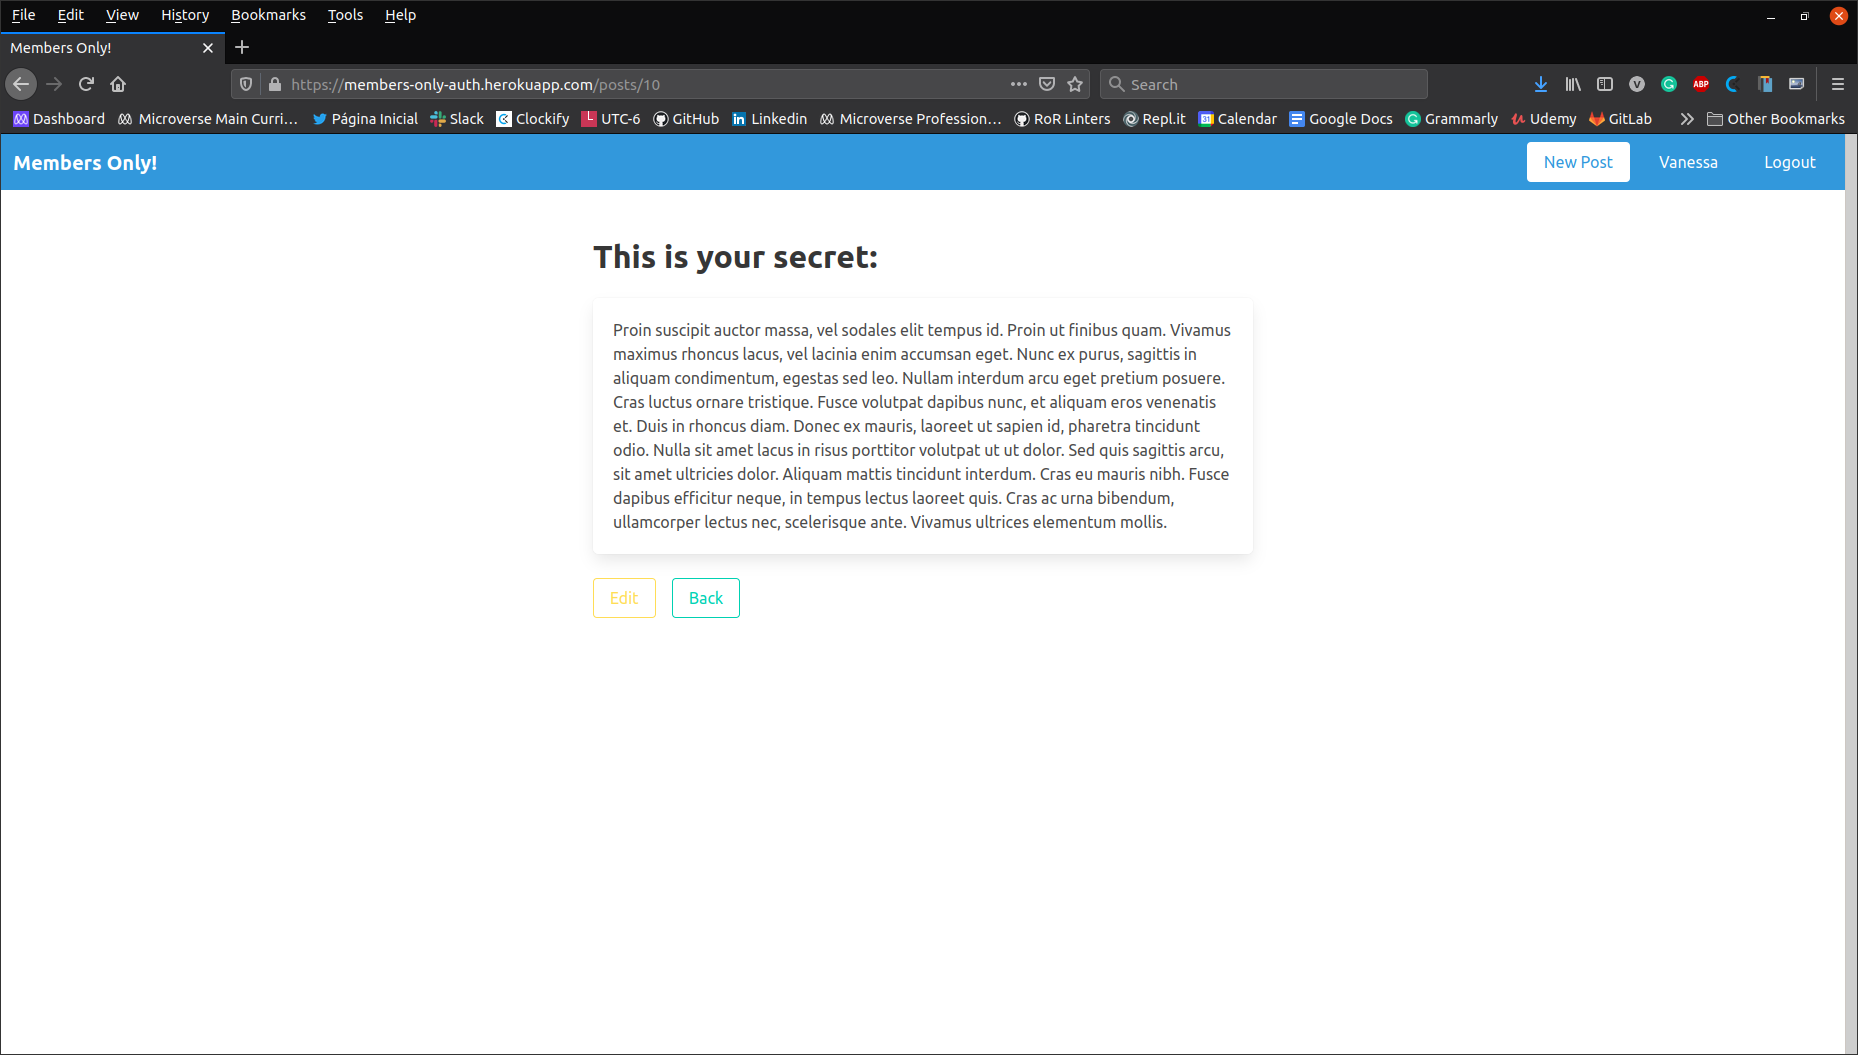 File Edit View History Bookmarks Tools Help
Members Only!
https://members-only-auth.herokuapp.com/posts/10 Search ABP
Dashboard Microverse Main Curri... Página Inicial Slack Clockify UTC-6 GitHub Linkedin Microverse Profession... RoR Linters Repl.it Calendar Google Docs Grammarly Udemy GitLab Other Bookmarks
Members Only! New Post Vanessa Logout
This is your secret:
Proin suscipit auctor massa, vel sodales elit tempus id. Proin ut finibus quam. Vivamus
maximus rhoncus lacus, vel lacinia enim accumsan eget. Nunc ex purus, sagittis in
aliquam condimentum, egestas sed leo. Nullam interdum arcu eget pretium posuere.
Cras luctus ornare tristique. Fusce volutpat dapibus nunc, et aliquam eros venenatis
et. Duis in rhoncus diam. Donec ex mauris, laoreet ut sapien id, pharetra tincidunt
odio. Nulla sit amet lacus in risus porttitor volutpat ut ut dolor. Sed quis sagittis arcu,
sit amet ultricies dolor. Aliquam mattis tincidunt interdum. Cras eu mauris nibh. Fusce
dapibus efficitur neque, in tempus lectus laoreet quis. Cras ac urna bibendum,
ullamcorper lectus nec, scelerisque ante. Vivamus ultrices elementum mollis.
Edit Back